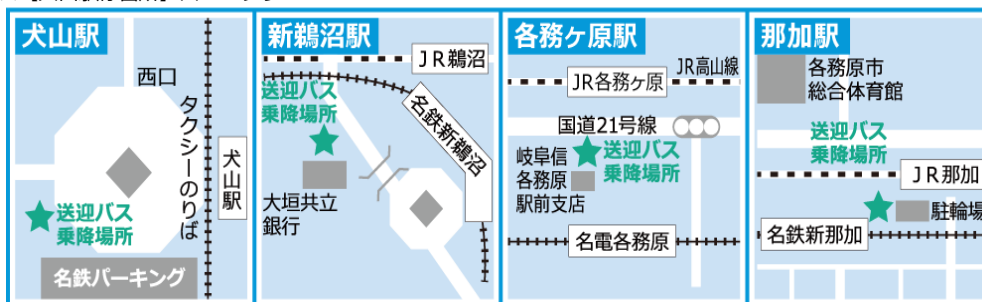 犬山駅
西口
タクシーのりば
犬山駅
送迎バス
乗降場所
名鉄パーキング
新鵜沼駅
JR鵜沼
送迎バス
乗降場所
名鉄新鵜沼
大垣共立
銀行
各務ヶ原駅
JR高山線
JR各務ヶ原
国道21号線
送迎バス
乗降場所
岐阜信
各務原
駅前支店
名電各務原
那加駅
各務原市
総合体育館
送迎バス
乗降場所
JR那加
駐輪場
名鉄新那加